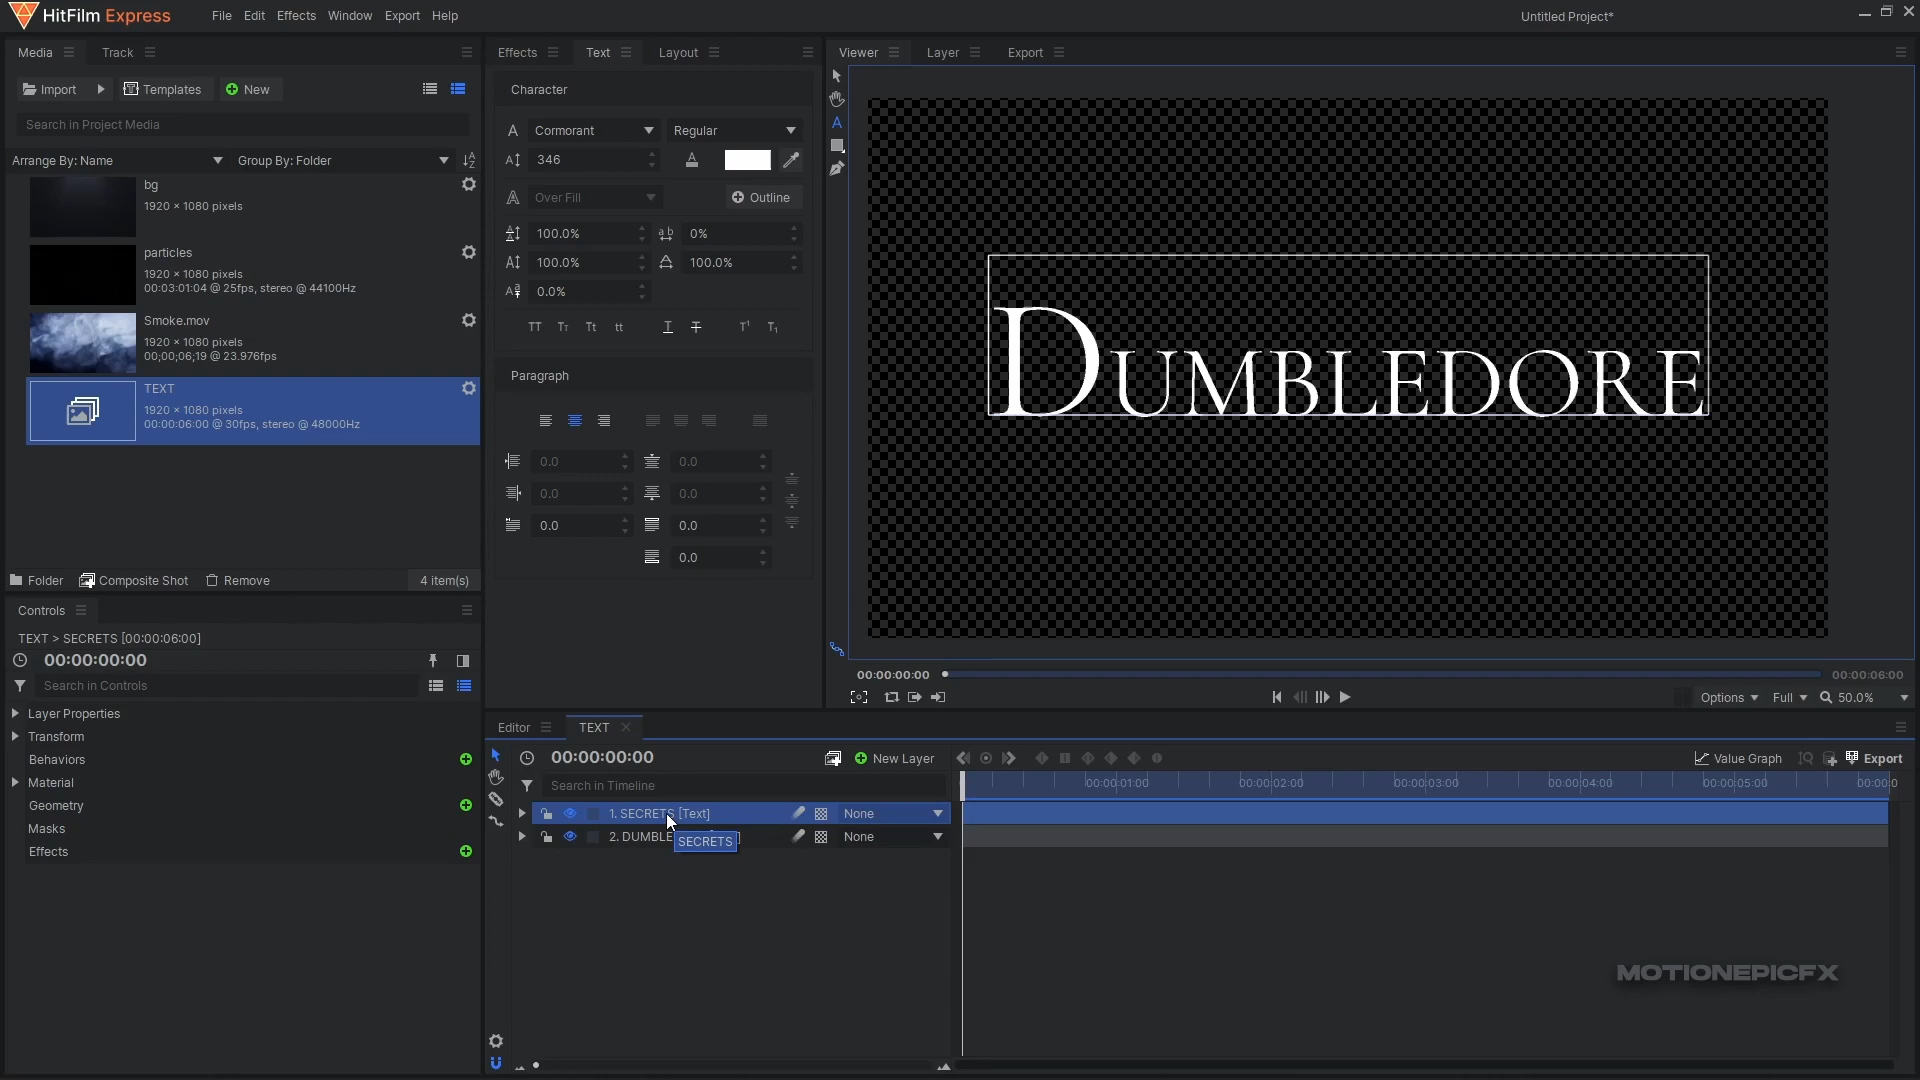 HitFilm Express File Edit Effects Window Export Help Untitled Project*
Media Track Effects Text Layout Viewer Layer Export
Import Templates New
Search in Project Media
Arrange By: Name Group By: Folder
bg
1920 × 1080 pixels
particles
1920 × 1080 pixels
00:03:01:04 @ 25fps, stereo @ 44100Hz
Smoke.mov
1920 × 1080 pixels
00;00;06;19 @ 23.976fps
TEXT
1920 × 1080 pixels
00:00:06:00 @ 30fps, stereo @ 48000Hz
Folder Composite Shot Remove 4 item(s)
Character
Cormorant Regular
346
Over Fill Outline
100.0% 0%
100.0% 100.0%
0.0%
TT Tт Tt tt T T T¹ T₁
Paragraph
0.0 0.0
0.0 0.0
0.0 0.0
0.0
DUMBLEDORE
00:00:00:00 00:00:06:00
Options Full 50.0%
Controls
TEXT > SECRETS [00:00:06:00]
00:00:00:00
Search in Controls
Layer Properties
Transform
Behaviors
Material
Geometry
Masks
Effects
Editor TEXT
00:00:00:00 New Layer Value Graph Export
Search in Timeline
00:00:01:00 00:00:02:00 00:00:03:00 00:00:04:00 00:00:05:00 00:00:0
1. SECRETS [Text] None
2. DUMBLE ] None
SECRETS
MOTIONEPICFX